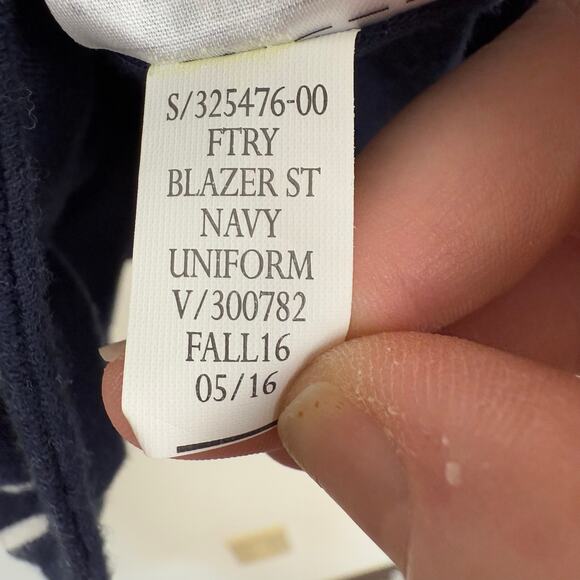 S/325476-00
FTRY
BLAZER ST
NAVY
UNIFORM
V/300782
FALL16
05/16